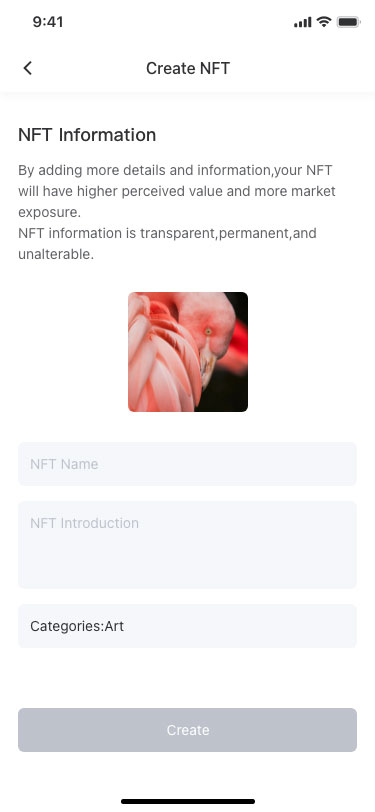 9:41
Create NFT
NFT Information
By adding more details and information,your NFT
will have higher perceived value and more market
exposure.
NFT information is transparent,permanent,and
unalterable.
NFT Name
NFT Introduction
Categories:Art
Create